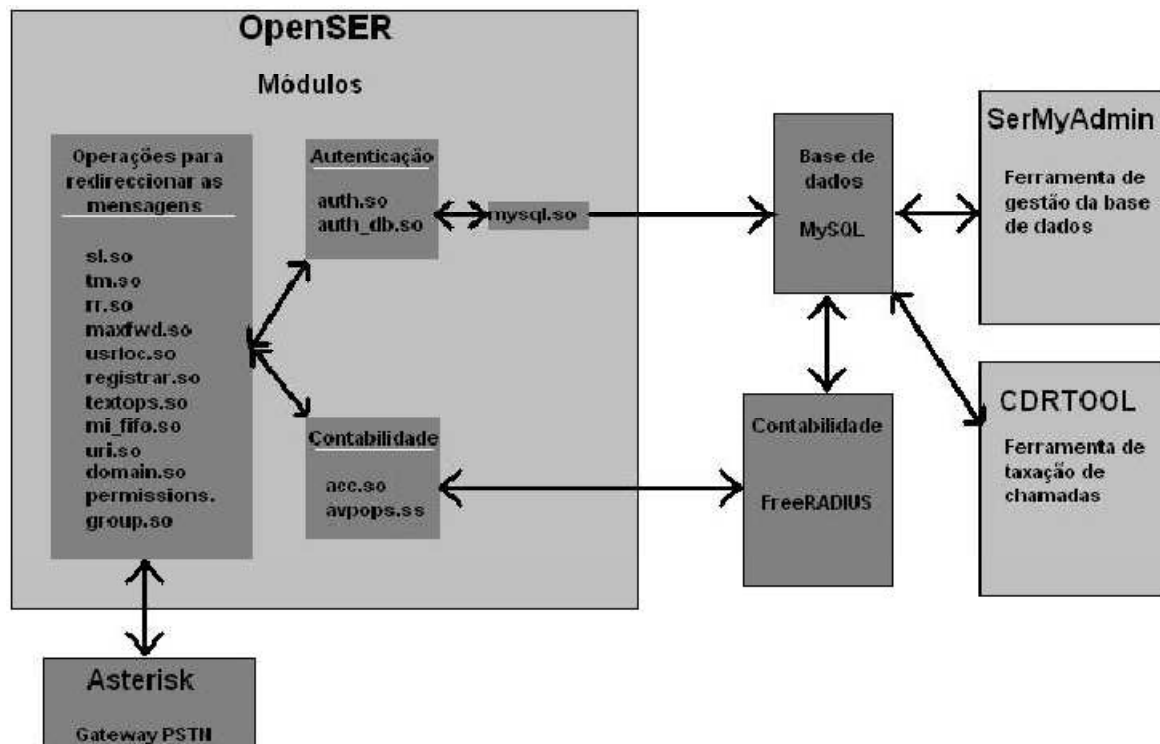 OpenSER
Módulos
Operações para
redireccionar as
mensagens
sl.so
tm.so
rr.so
maxfwd.so
usrloc.so
registrar.so
textops.so
mi_fifo.so
uri.so
domain.so
permissions.
group.so
Autenticação
auth.so
auth_db.so
mysql.so
Contabilidade
acc.so
avpops.ss
Base de
dados
MySQL
Contabilidade
FreeRADIUS
SerMyAdmin
Ferramenta de
gestão da base
de dados
CDRTOOL
Ferramenta de
taxação de
chamadas
Asterisk
Gateway PSTN